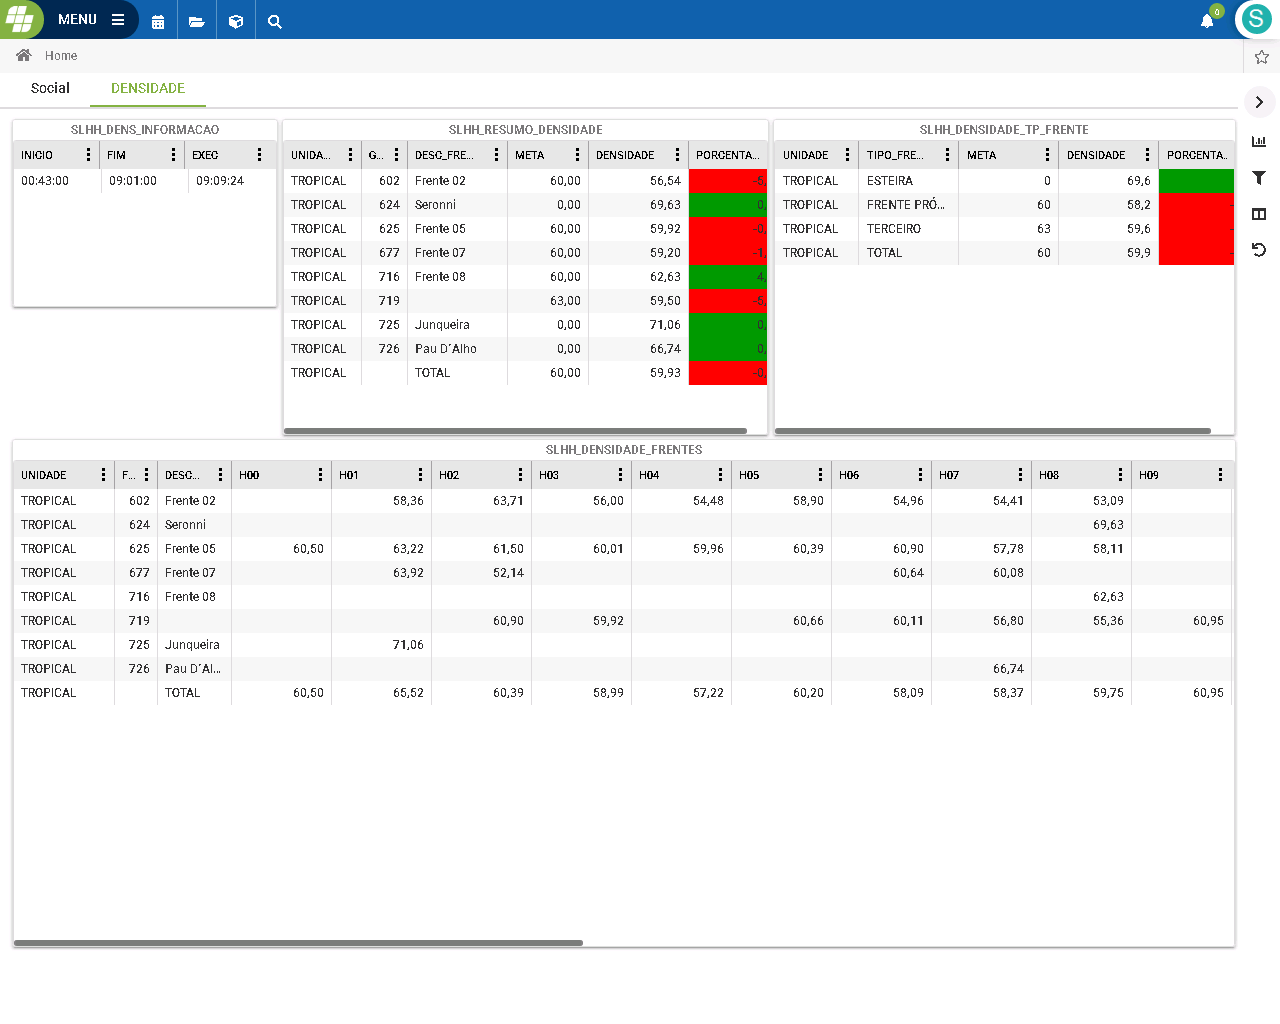 MENU
0
S
Home
Social DENSIDADE
SLHH_DENS_INFORMACAO
INICIO FIM EXEC
00:43:00 09:01:00 09:09:24
SLHH_RESUMO_DENSIDADE
UNIDA... G... DESC_FRE... META DENSIDADE PORCENTA...
TROPICAL 602 Frente 02 60,00 56,54 -5,
TROPICAL 624 Seronni 0,00 69,63 0,
TROPICAL 625 Frente 05 60,00 59,92 -0,
TROPICAL 677 Frente 07 60,00 59,20 -1,
TROPICAL 716 Frente 08 60,00 62,63 4,
TROPICAL 719 63,00 59,50 -5,
TROPICAL 725 Junqueira 0,00 71,06 0,
TROPICAL 726 Pau D´Alho 0,00 66,74 0,
TROPICAL TOTAL 60,00 59,93 -0,
SLHH_DENSIDADE_TP_FRENTE
UNIDADE TIPO_FRE... META DENSIDADE PORCENTA...
TROPICAL ESTEIRA 0 69,6
TROPICAL FRENTE PRÓ... 60 58,2
TROPICAL TERCEIRO 63 59,6
TROPICAL TOTAL 60 59,9
SLHH_DENSIDADE_FRENTES
UNIDADE F... DESC... H00 H01 H02 H03 H04 H05 H06 H07 H08 H09
TROPICAL 602 Frente 02 58,36 63,71 56,00 54,48 58,90 54,96 54,41 53,09
TROPICAL 624 Seronni 69,63
TROPICAL 625 Frente 05 60,50 63,22 61,50 60,01 59,96 60,39 60,90 57,78 58,11
TROPICAL 677 Frente 07 63,92 52,14 60,64 60,08
TROPICAL 716 Frente 08 62,63
TROPICAL 719 60,90 59,92 60,66 60,11 56,80 55,36 60,95
TROPICAL 725 Junqueira 71,06
TROPICAL 726 Pau D´Al... 66,74
TROPICAL TOTAL 60,50 65,52 60,39 58,99 57,22 60,20 58,09 58,37 59,75 60,95